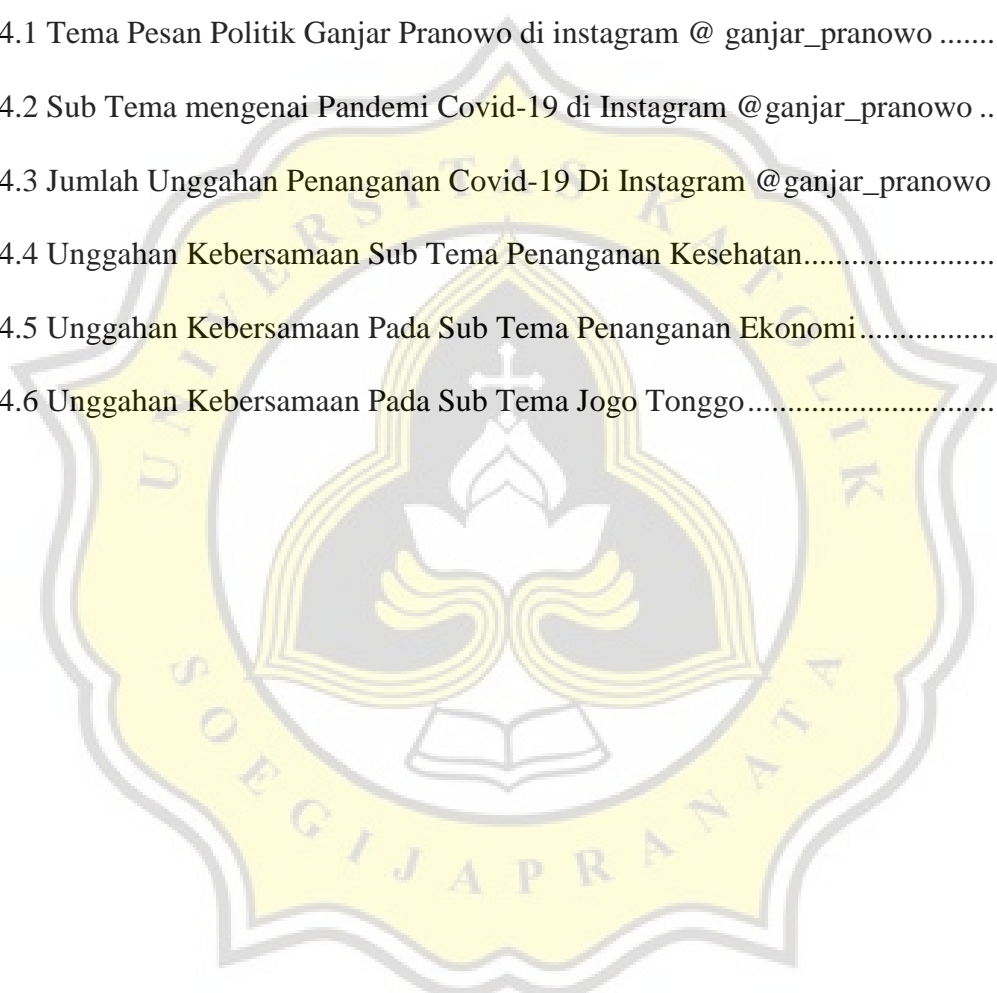 4.1 Tema Pesan Politik Ganjar Pranowo di instagram @ ganjar_pranowo .......
4.2 Sub Tema mengenai Pandemi Covid-19 di Instagram @ganjar_pranowo ..
4.3 Jumlah Unggahan Penanganan Covid-19 Di Instagram @ganjar_pranowo
4.4 Unggahan Kebersamaan Sub Tema Penanganan Kesehatan........................
4.5 Unggahan Kebersamaan Pada Sub Tema Penanganan Ekonomi.................
4.6 Unggahan Kebersamaan Pada Sub Tema Jogo Tonggo...............................
UNIVERSITAS KATOLIK
SOEGIJAPRANATA